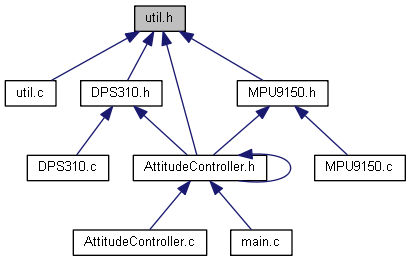 util.h
util.c
DPS310.h
MPU9150.h
DPS310.c
AttitudeController.h
MPU9150.c
AttitudeController.c
main.c